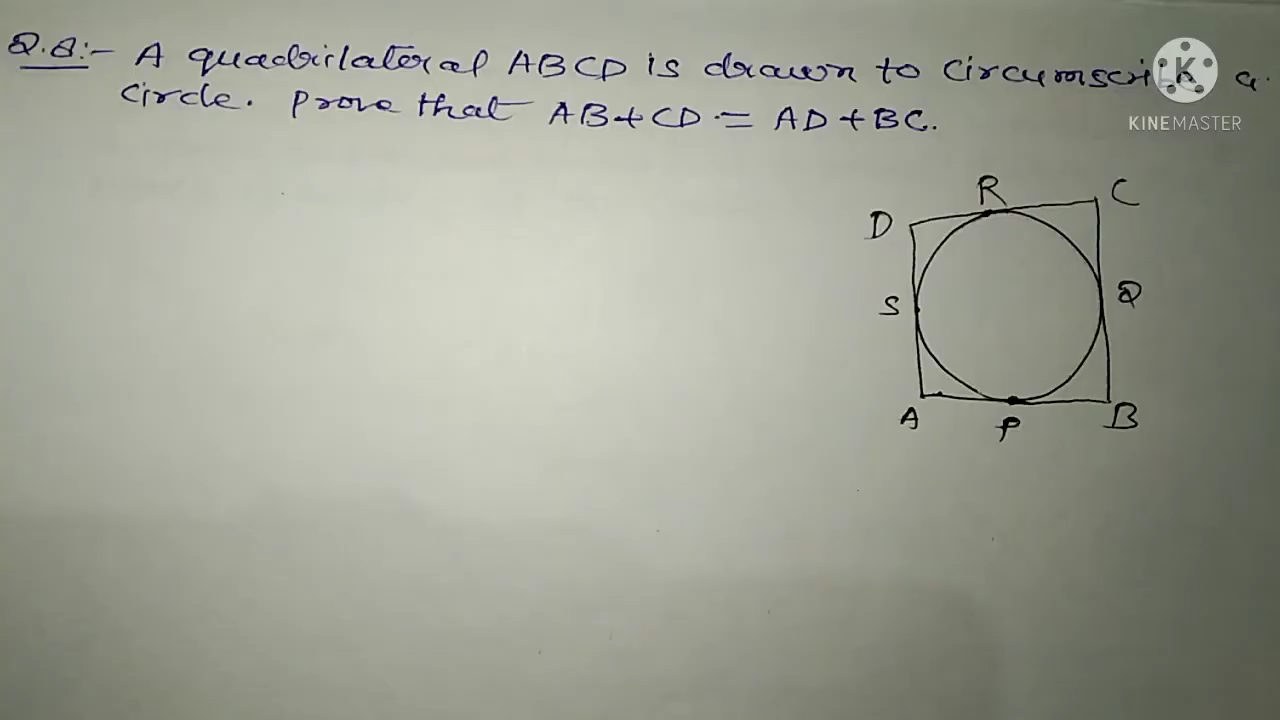 Q.8:- A quadrilateral ABCD is drawn to circumscribe a
circle. Prove that AB+CD = AD+BC.
K
KINEMASTER
R
C
D
S
Q
A
P
B